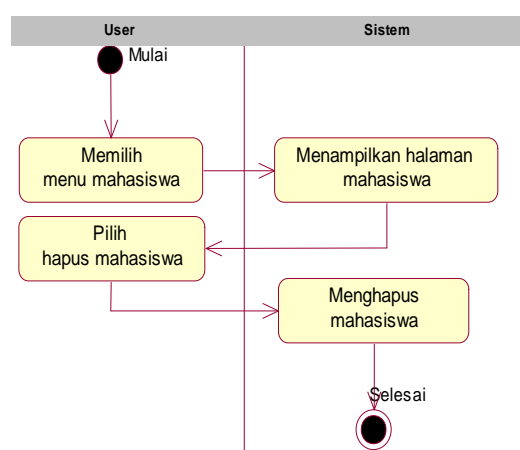 User
Sistem
Mulai
Memilih
menu mahasiswa
Menampilkan halaman
mahasiswa
Pilih
hapus mahasiswa
Menghapus
mahasiswa
Selesai